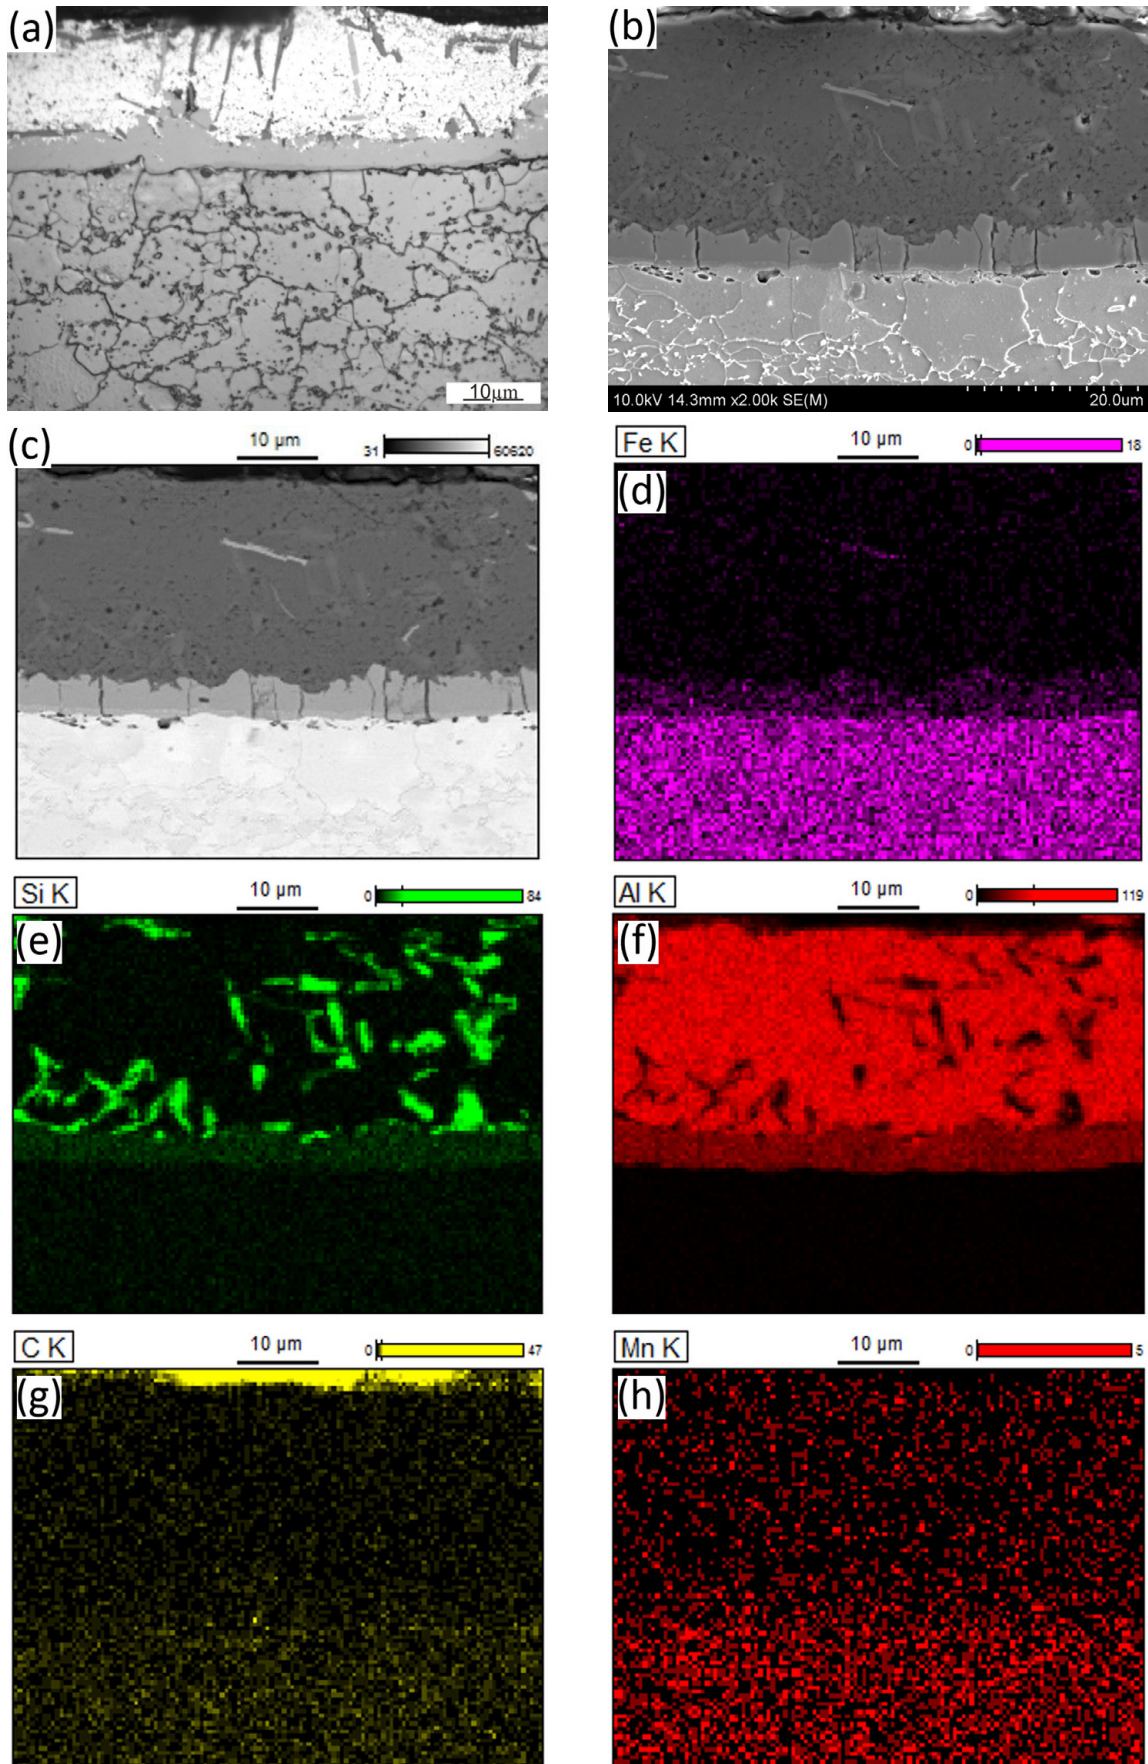 (a)
10µm
(b)
10.0kV 14.3mm x2.00k SE(M)
20.0um
(c)
10 µm
31
60620
Fe K
10 µm
0
18
(d)
Si K
10 µm
0
84
(e)
Al K
10 µm
0
119
(f)
C K
10 µm
0
47
(g)
Mn K
10 µm
0
5
(h)